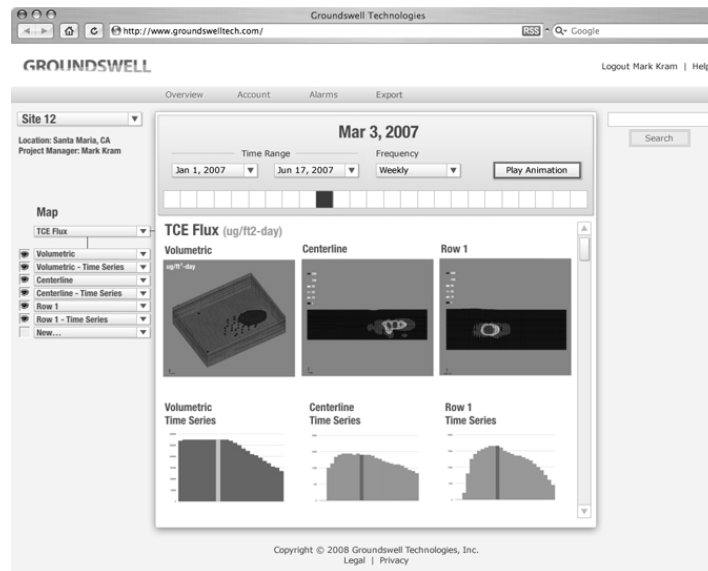 Groundswell Technologies
http://www.groundswelltech.com/
RSS
Google
GROUNDSWELL
Logout Mark Kram | Help
Overview Account Alarms Export
Site 12
Location: Santa Maria, CA
Project Manager: Mark Kram
Mar 3, 2007
Time Range
Frequency
Jan 1, 2007
Jun 17, 2007
Weekly
Play Animation
Search
Map
TCE Flux
Volumetric
Volumetric - Time Series
Centerline
Centerline - Time Series
Row 1
Row 1 - Time Series
New...
TCE Flux (ug/ft2-day)
Volumetric
Centerline
Row 1
ug/ft²-day
Volumetric
Time Series
Centerline
Time Series
Row 1
Time Series
Copyright © 2008 Groundswell Technologies, Inc.
Legal | Privacy